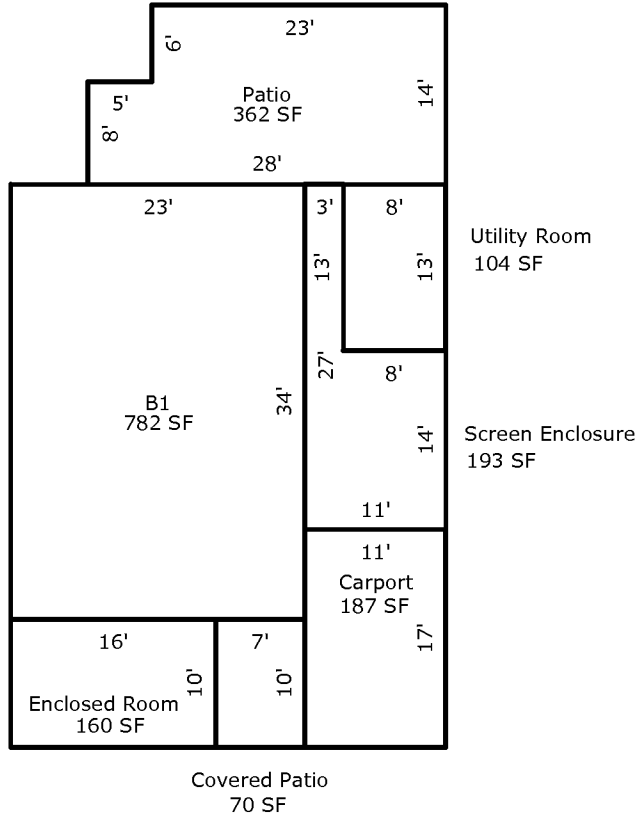 23'
6'
Patio
362 SF
14'
5'
8'
28'
23'
3'
8'
13'
13'
Utility Room
104 SF
27'
8'
B1
782 SF
34'
14'
Screen Enclosure
193 SF
11'
11'
Carport
187 SF
17'
16'
10'
7'
10'
Enclosed Room
160 SF
Covered Patio
70 SF